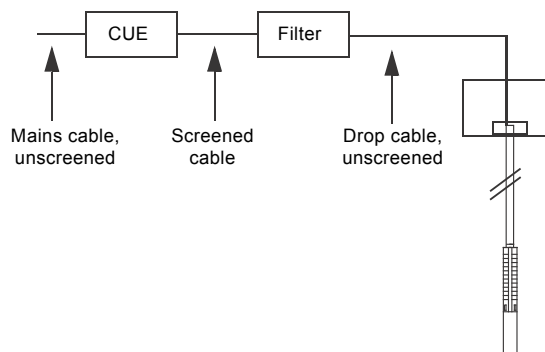 CUE
Filter
Mains cable,
unscreened
Screened
cable
Drop cable,
unscreened